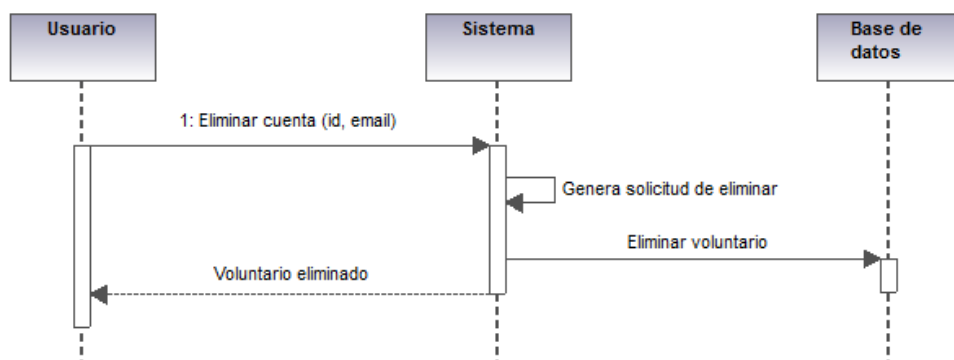 Usuario
Sistema
Base de
datos
1: Eliminar cuenta (id, email)
Genera solicitud de eliminar
Eliminar voluntario
Voluntario eliminado